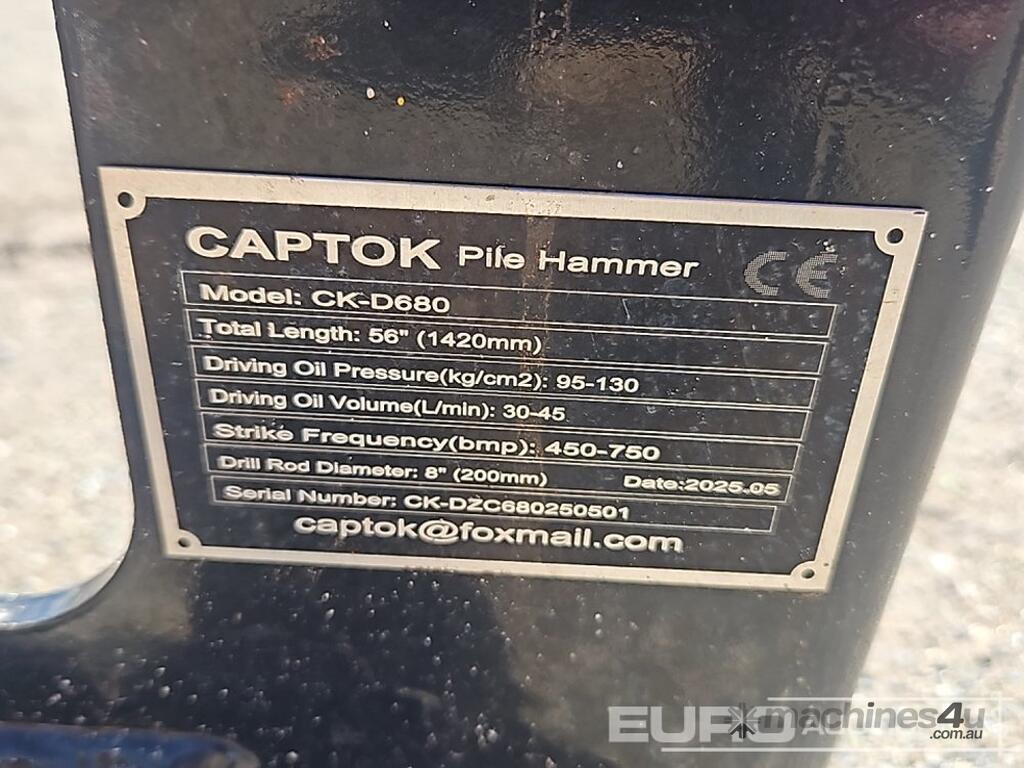 CAPTOK Pile Hammer CE
Model: CK-D680
Total Length: 56" (1420mm)
Driving Oil Pressure(kg/cm2): 95-130
Driving Oil Volume(L/min): 30-45
Strike Frequency(bmp): 450-750
Drill Rod Diameter: 8" (200mm) Date:2025.05
Serial Number: CK-DZC680250501
captok@foxmail.com
EURO
machines4u
.com.au